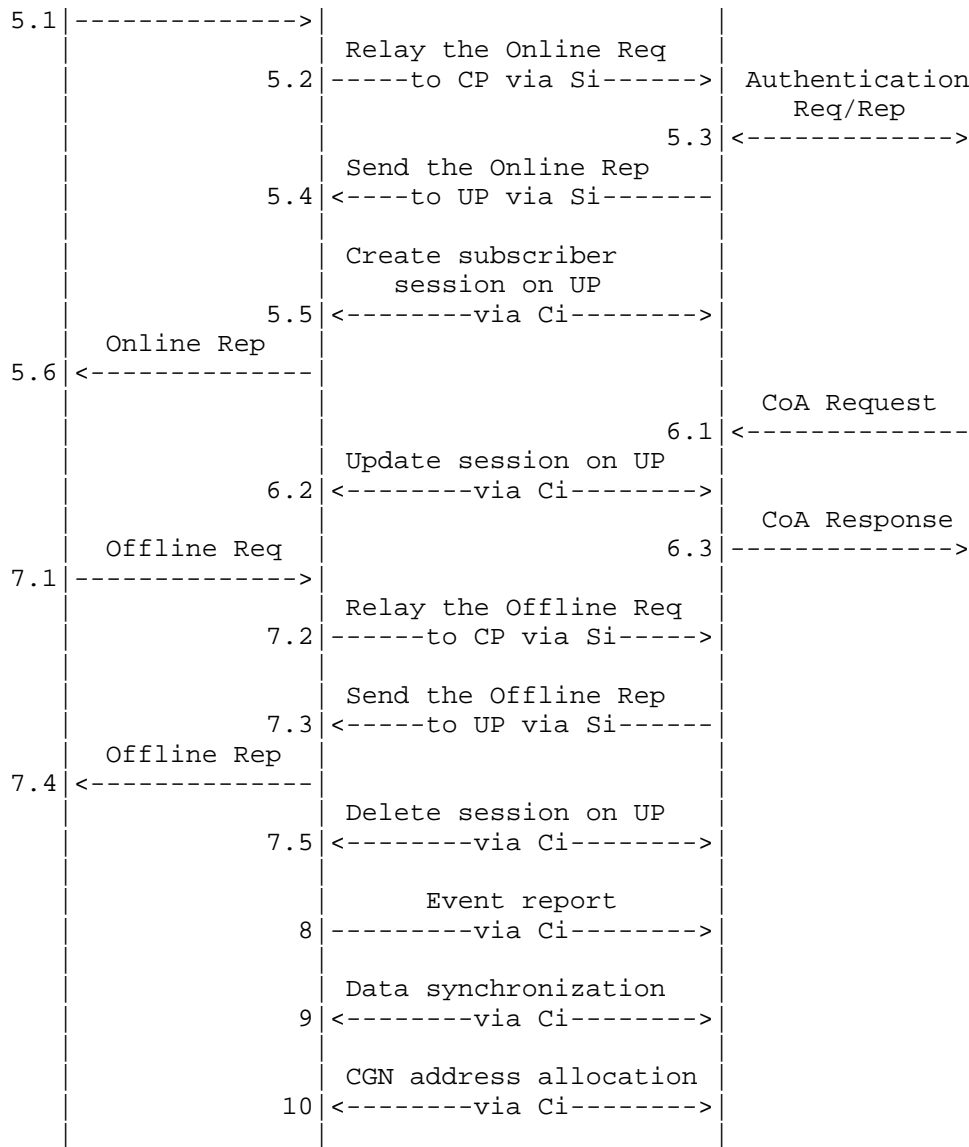 5.1|-------------->|
Relay the Online Req
5.2|-----to CP via Si------>| Authentication
Req/Rep
5.3|<------------->
Send the Online Rep
5.4|<----to UP via Si-------|
Create subscriber
session on UP
5.5|<--------via Ci-------->|
Online Rep
5.6|<--------------|
CoA Request
6.1|<--------------
Update session on UP
6.2|<--------via Ci-------->|
CoA Response
Offline Req 6.3|-------------->
7.1|-------------->|
Relay the Offline Req
7.2|------to CP via Si----->|
Send the Offline Rep
7.3|<-----to UP via Si------|
Offline Rep
7.4|<--------------|
Delete session on UP
7.5|<--------via Ci-------->|
Event report
8|---------via Ci-------->|
Data synchronization
9|<--------via Ci-------->|
CGN address allocation
10|<--------via Ci-------->|